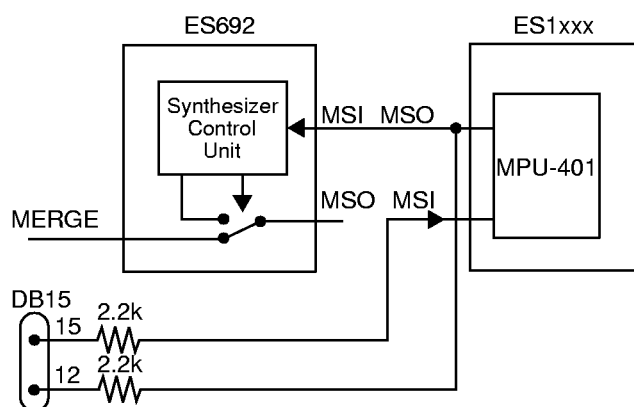 ES692
ES1xxx
Synthesizer
Control
Unit
MSI MSO
MPU-401
MSO MSI
MERGE
DB15
15 2.2k
12 2.2k